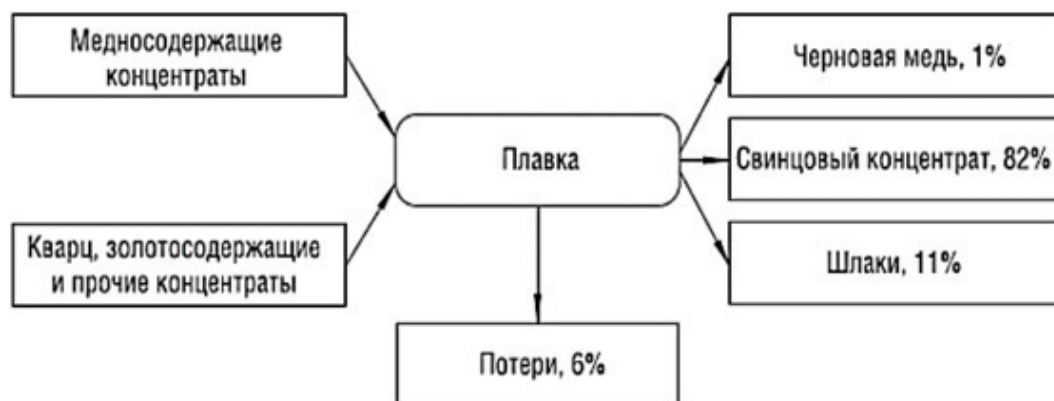 Медносодержащие
концентраты
Кварц, золотосодержащие
и прочие концентраты
Плавка
Черновая медь, 1%
Свинцовый концентрат, 82%
Шлаки, 11%
Потери, 6%